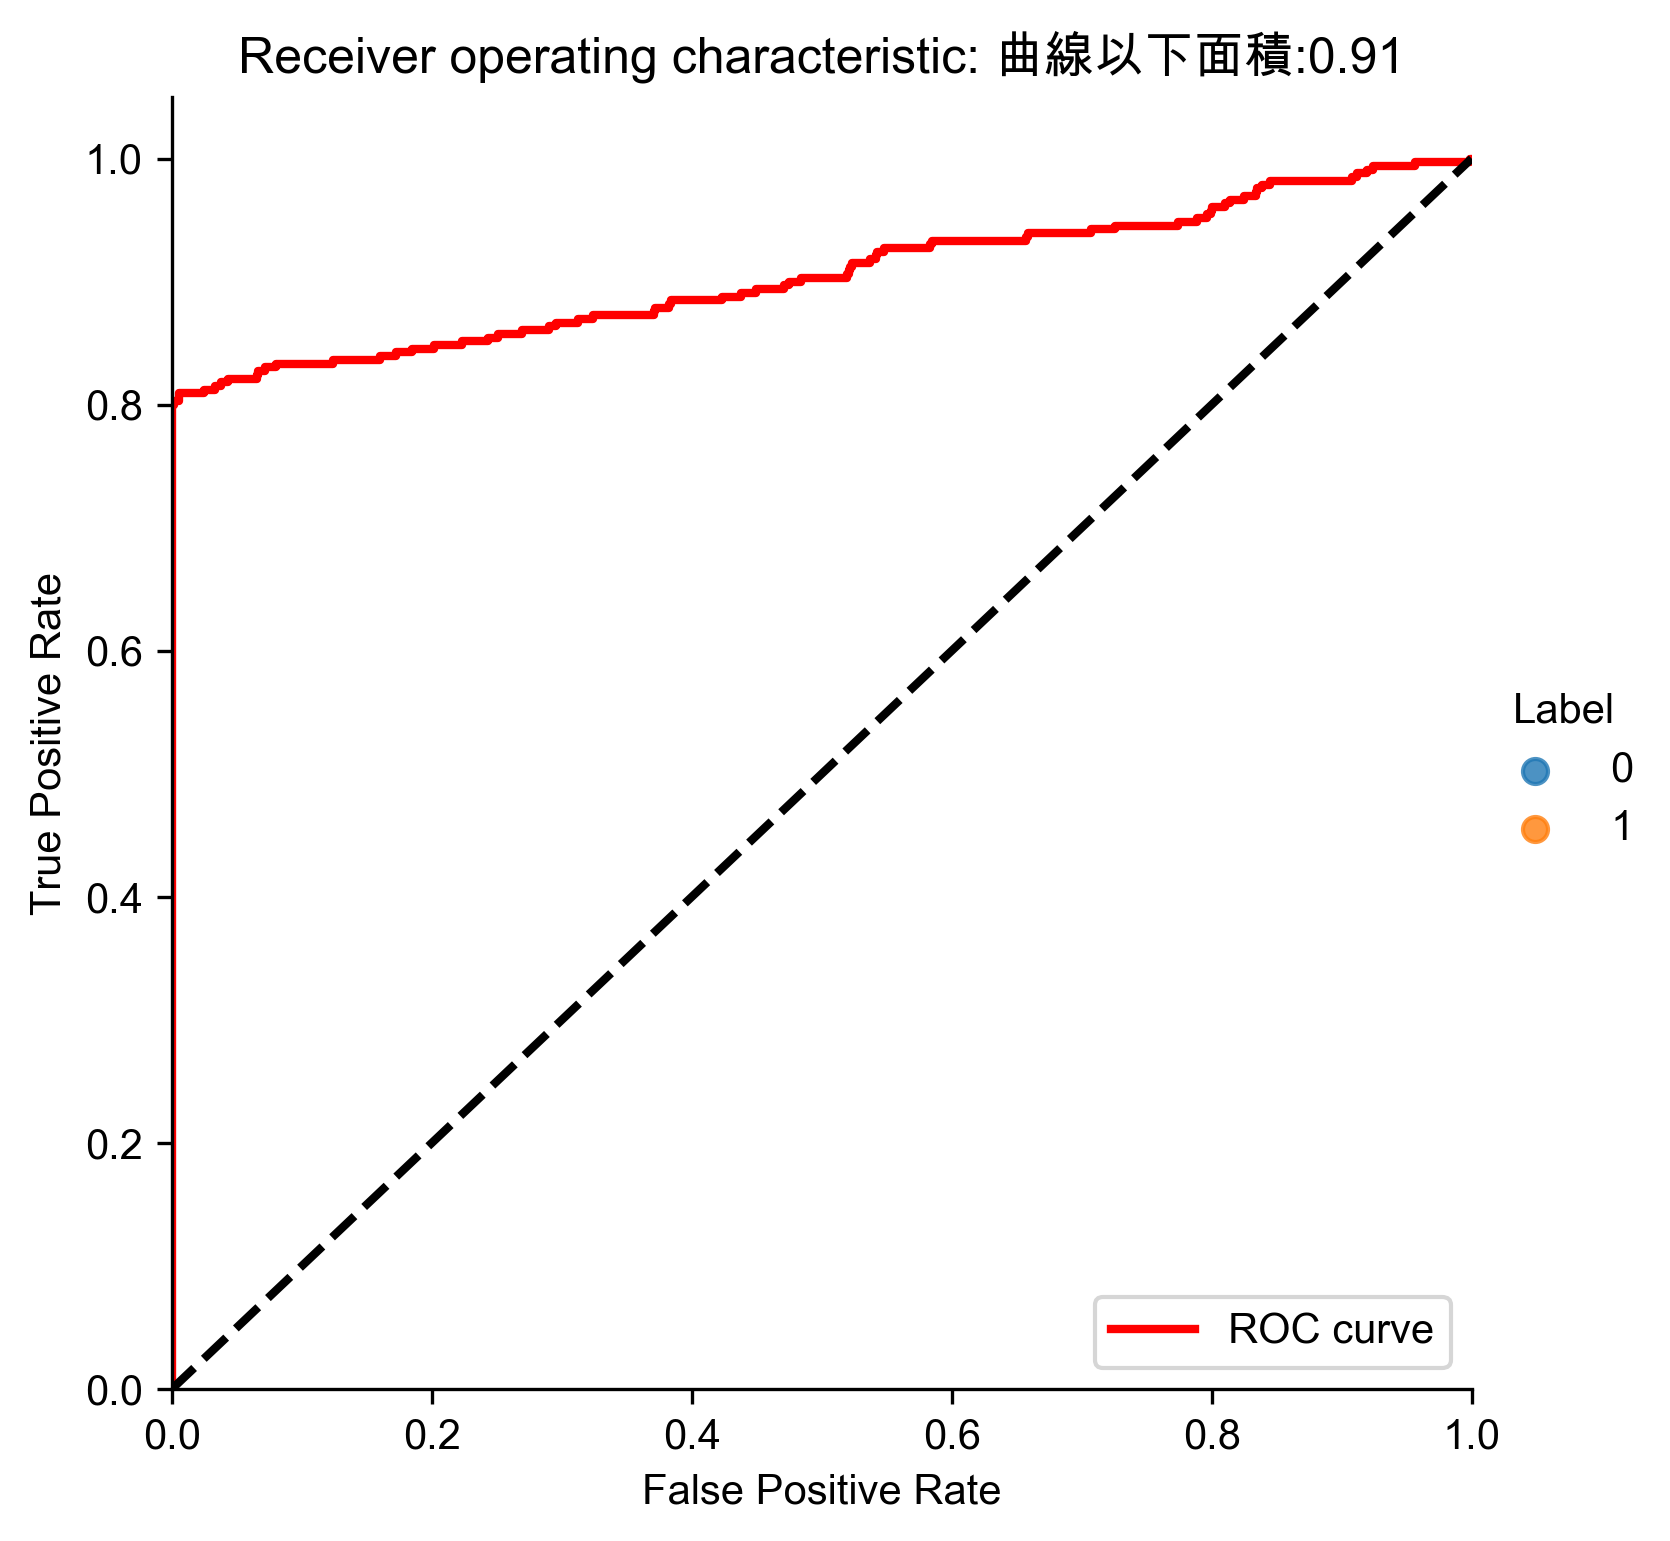 Receiver operating characteristic: 曲線以下面積:0.91
True Positive Rate
1.0
0.8
0.6
0.4
0.2
0.0
0.0 0.2 0.4 0.6 0.8 1.0
False Positive Rate
ROC curve
Label
0
1